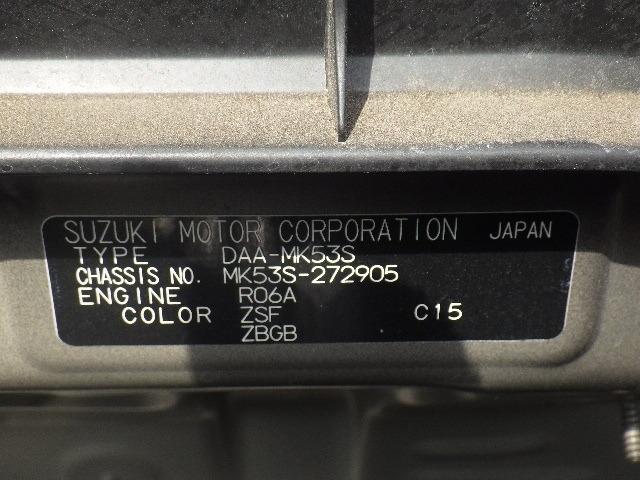 SUZUKI MOTOR CORPORATION JAPAN
TYPE DAA-MK53S
CHASSIS NO. MK53S-272905
ENGINE R06A
COLOR ZSF C15
ZBGB